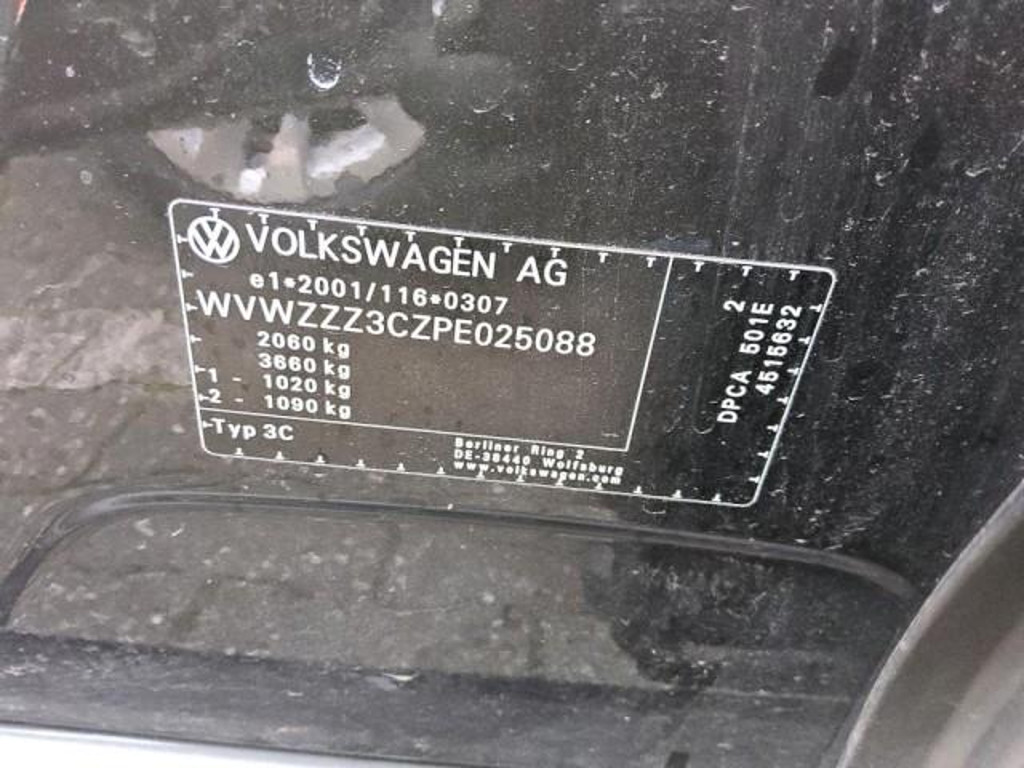 VOLKSWAGEN AG
e1*2001/116*0307
WVWZZZ3CZPE025088
2060 kg
3660 kg
1 - 1020 kg
2 - 1090 kg
Typ 3C
Berliner Ring 2
DE-38440 Wolfsburg
www.volkswagen.com
2
DPCA 501E
4515632